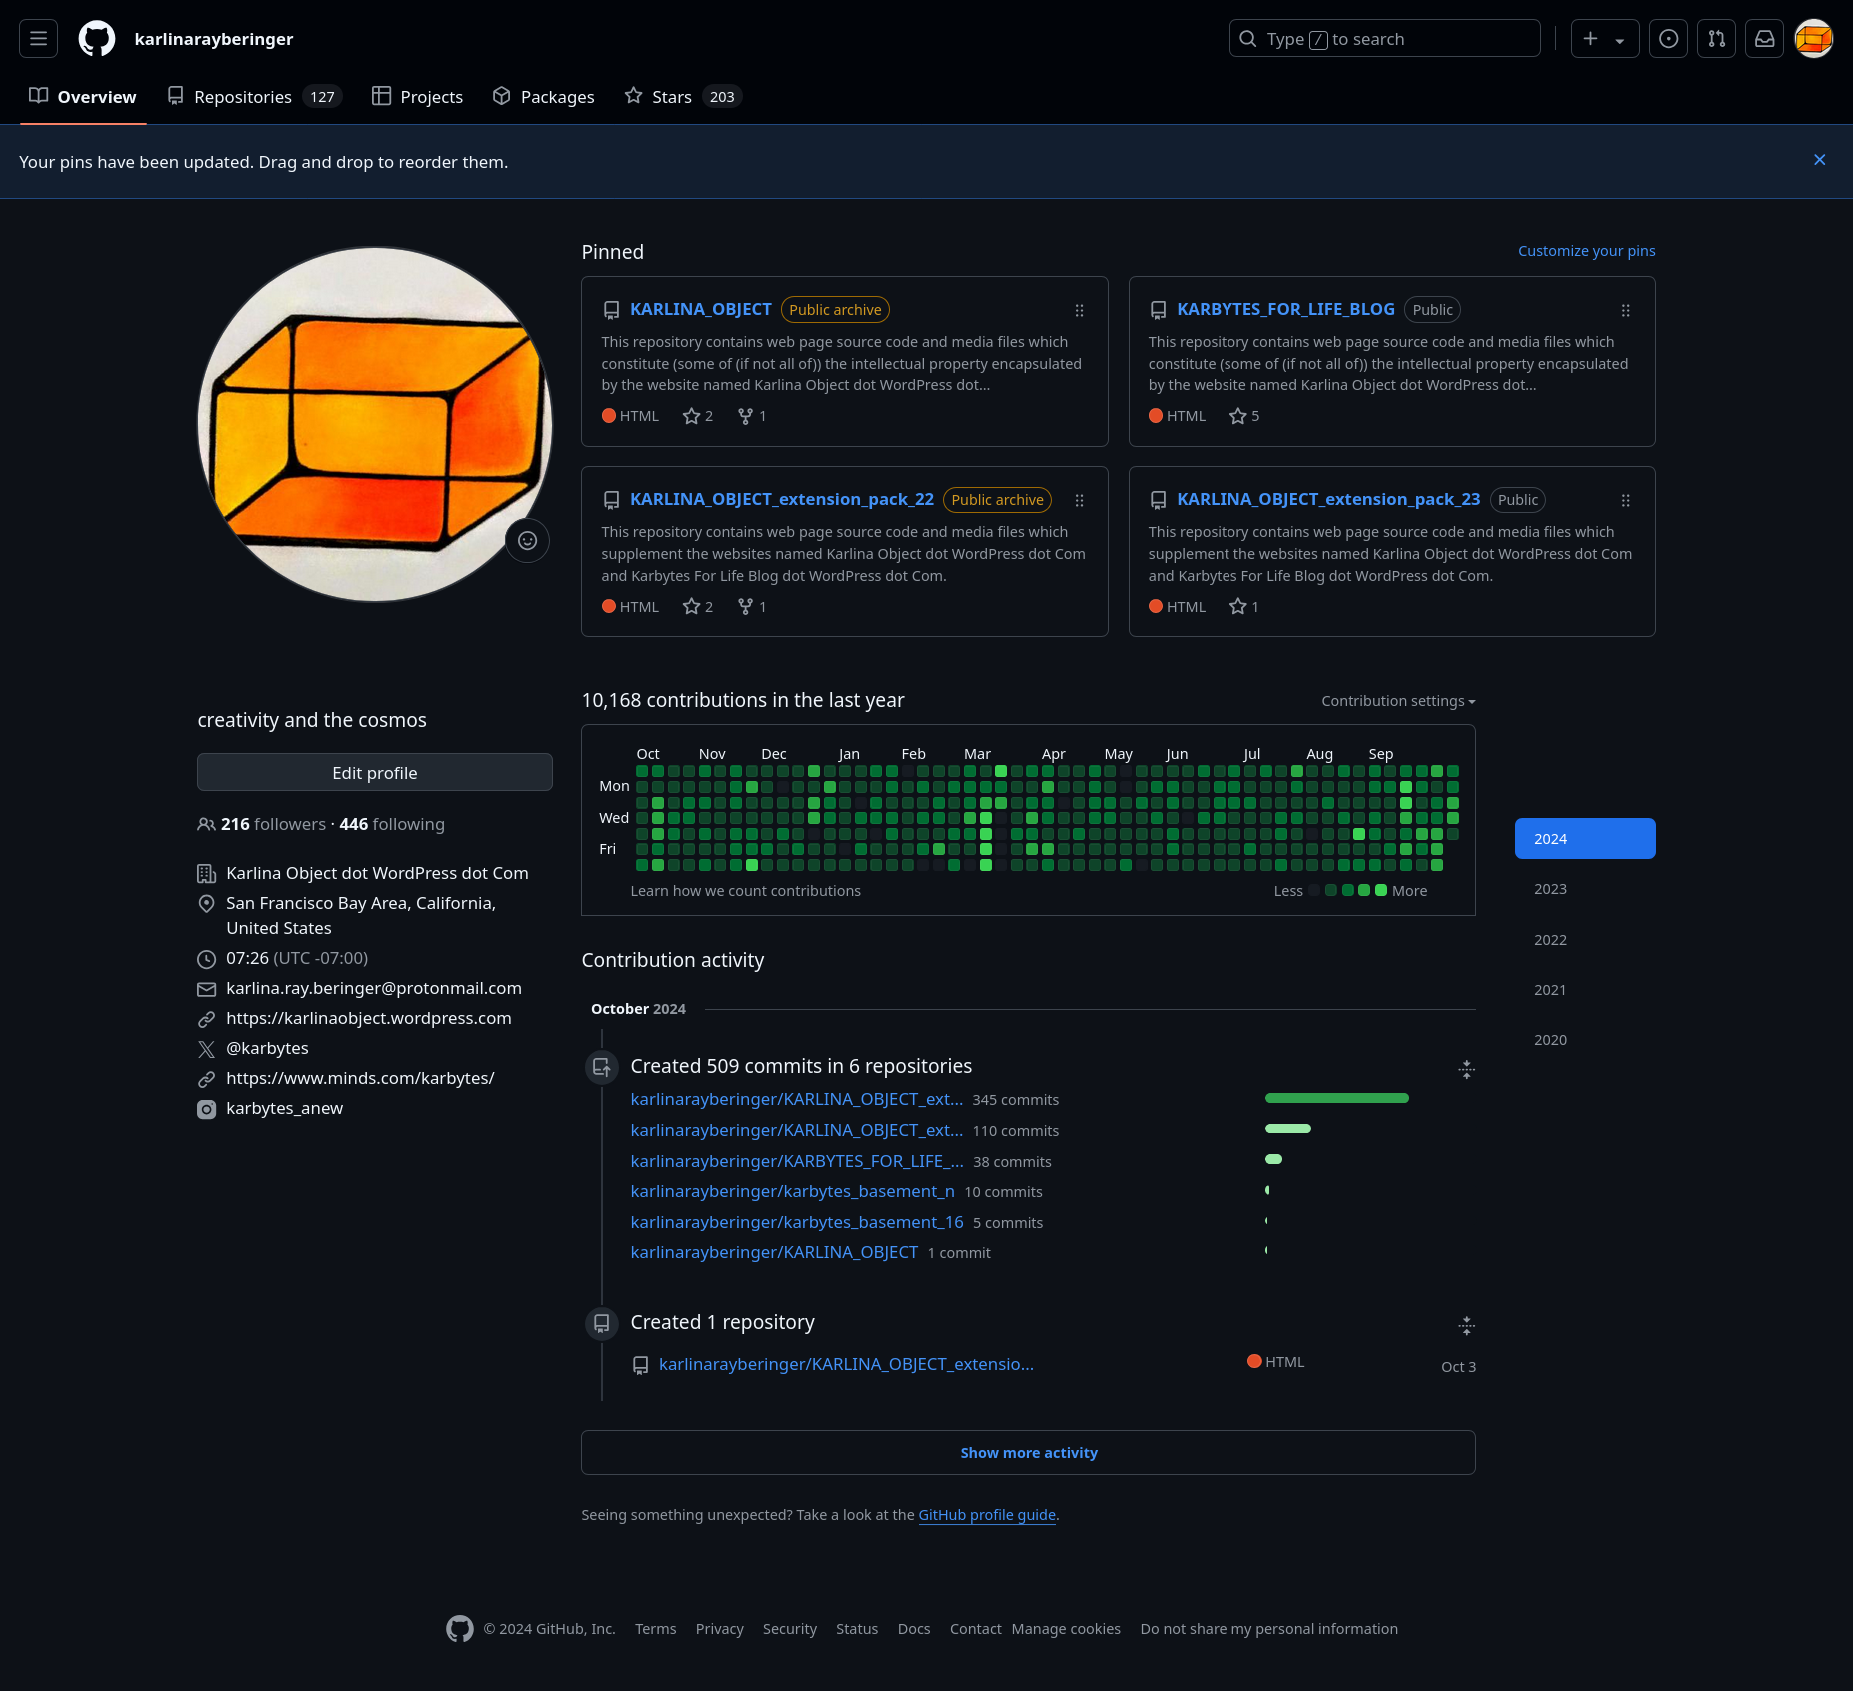 karlinarayberinger
Type / to search
Overview
Repositories 127
Projects
Packages
Stars 203
Your pins have been updated. Drag and drop to reorder them.
Pinned
Customize your pins
KARLINA_OBJECT Public archive
This repository contains web page source code and media files which
constitute (some of (if not all of)) the intellectual property encapsulated
by the website named Karlina Object dot WordPress dot...
HTML 2 1
KARBYTES_FOR_LIFE_BLOG Public
This repository contains web page source code and media files which
constitute (some of (if not all of)) the intellectual property encapsulated
by the website named Karlina Object dot WordPress dot...
HTML 5
KARLINA_OBJECT_extension_pack_22 Public archive
This repository contains web page source code and media files which
supplement the websites named Karlina Object dot WordPress dot Com
and Karbytes For Life Blog dot WordPress dot Com.
HTML 2 1
KARLINA_OBJECT_extension_pack_23 Public
This repository contains web page source code and media files which
supplement the websites named Karlina Object dot WordPress dot Com
and Karbytes For Life Blog dot WordPress dot Com.
HTML 1
creativity and the cosmos
Edit profile
216 followers · 446 following
Karlina Object dot WordPress dot Com
San Francisco Bay Area, California,
United States
07:26 (UTC -07:00)
karlina.ray.beringer@protonmail.com
https://karlinaobject.wordpress.com
@karbytes
https://www.minds.com/karbytes/
karbytes_anew
10,168 contributions in the last year
Contribution settings
Oct Nov Dec Jan Feb Mar Apr May Jun Jul Aug Sep
Mon
Wed
Fri
Learn how we count contributions
Less More
2024
2023
2022
2021
2020
Contribution activity
October 2024
Created 509 commits in 6 repositories
karlinarayberinger/KARLINA_OBJECT_ext... 345 commits
karlinarayberinger/KARLINA_OBJECT_ext... 110 commits
karlinarayberinger/KARBYTES_FOR_LIFE_... 38 commits
karlinarayberinger/karbytes_basement_n 10 commits
karlinarayberinger/karbytes_basement_16 5 commits
karlinarayberinger/KARLINA_OBJECT 1 commit
Created 1 repository
karlinarayberinger/KARLINA_OBJECT_extensio... HTML Oct 3
Show more activity
Seeing something unexpected? Take a look at the GitHub profile guide.
© 2024 GitHub, Inc. Terms Privacy Security Status Docs Contact Manage cookies Do not share my personal information